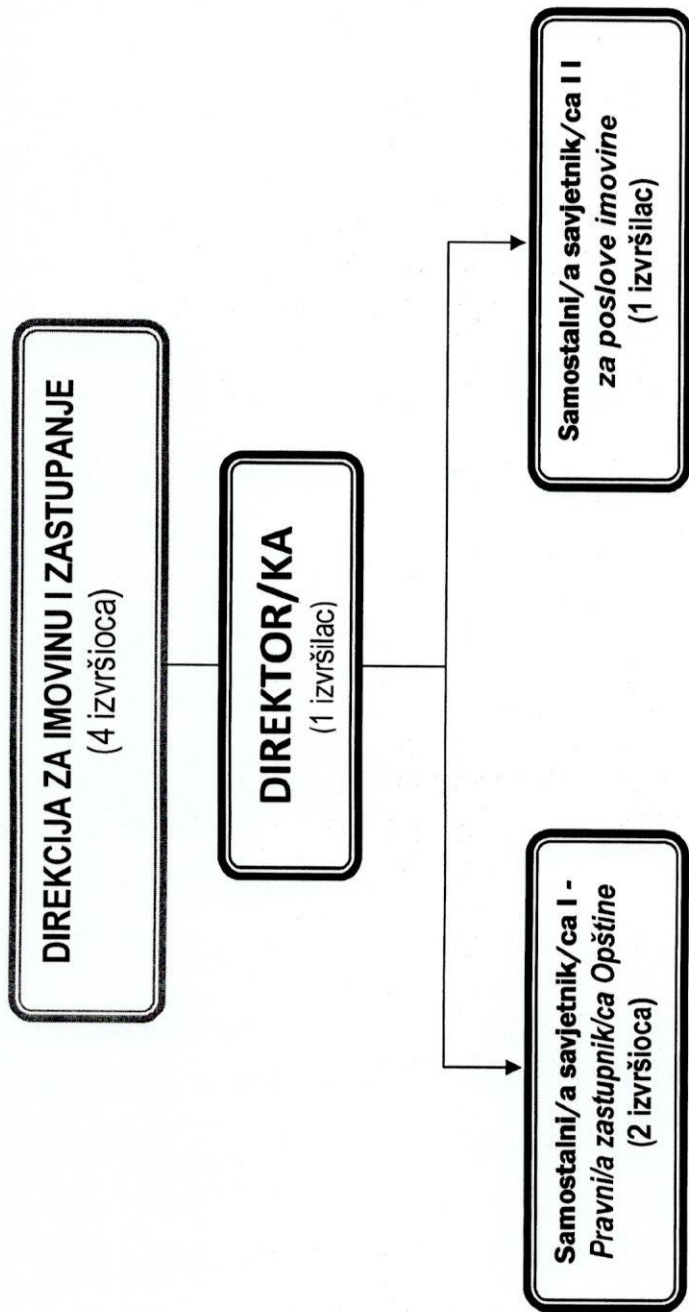 DIREKCIJA ZA IMOVINU I ZASTUPANJE
(4 izvršioca)
DIREKTOR/KA
(1 izvršilac)
Samostalni/a savjetnik/ca I -
Pravni/a zastupnik/ca Opštine
(2 izvršioca)
Samostalni/a savjetnik/ca I I
za poslove imovine
(1 izvršilac)